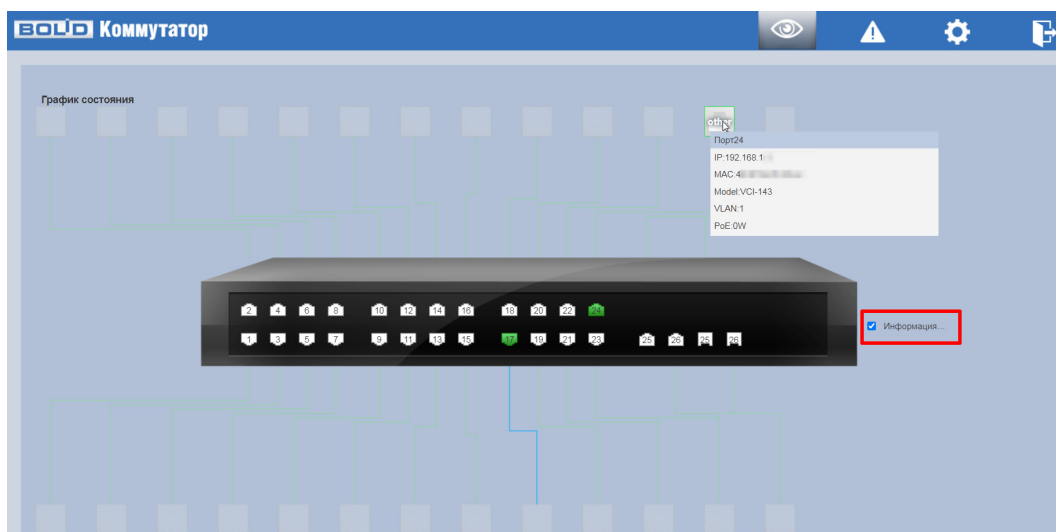 BOLID Коммутатор
График состояния
other
Порт24
IP:192.168.1
MAC:4
Model:VCI-143
VLAN:1
PoE:0W
2 4 6 8 10 12 14 16 18 20 22 24
1 3 5 7 9 11 13 15 17 19 21 23 25 26 25 26
Информация...